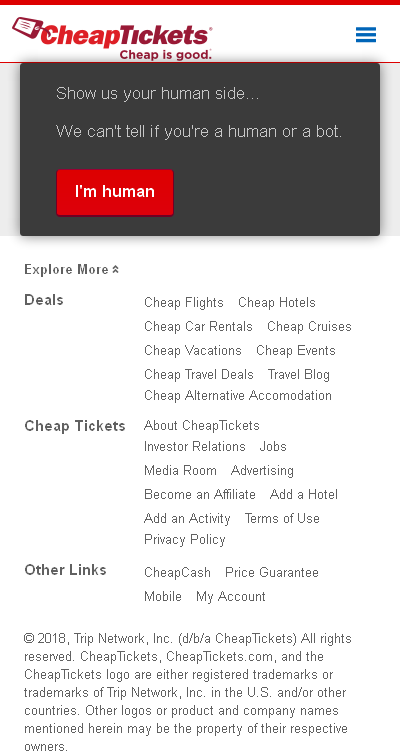 CheapTickets®
Cheap is good.
Show us your human side...
We can't tell if you're a human or a bot.
I'm human
Explore More
Deals
Cheap Flights Cheap Hotels
Cheap Car Rentals Cheap Cruises
Cheap Vacations Cheap Events
Cheap Travel Deals Travel Blog
Cheap Alternative Accomodation
Cheap Tickets
About CheapTickets
Investor Relations Jobs
Media Room Advertising
Become an Affiliate Add a Hotel
Add an Activity Terms of Use
Privacy Policy
Other Links
CheapCash Price Guarantee
Mobile My Account
© 2018, Trip Network, Inc. (d/b/a CheapTickets) All rights
reserved. CheapTickets, CheapTickets.com, and the
CheapTickets logo are either registered trademarks or
trademarks of Trip Network, Inc. in the U.S. and/or other
countries. Other logos or product and company names
mentioned herein may be the property of their respective
owners.